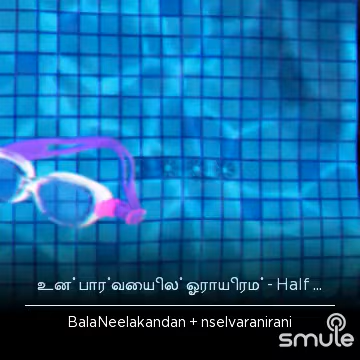 உன் பார்வையில் ஓராயிரம் - Half ...
BalaNeelakandan + nselvaranirani
smule